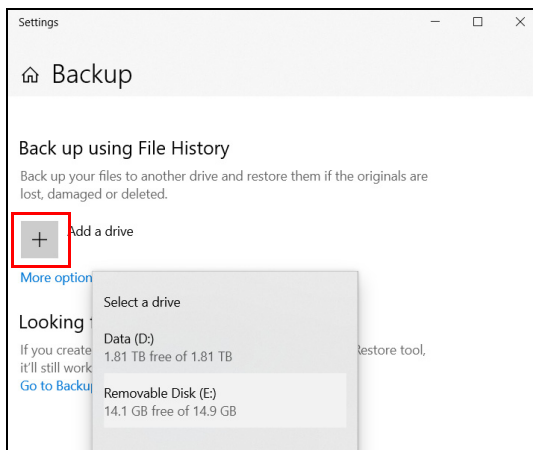 Settings
Backup
Back up using File History
Back up your files to another drive and restore them if the originals are
lost, damaged or deleted.
Add a drive
More option
Select a drive
Looking
Data (D:)
If you create
1.81 TB free of 1.81 TB
Restore tool,
it'll still work
Removable Disk (E:)
Go to Backup
14.1 GB free of 14.9 GB